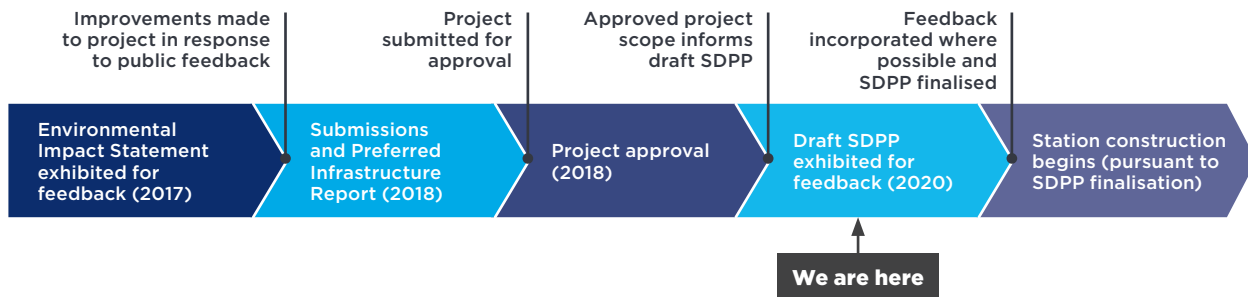 Improvements made
to project in response
to public feedback
Project
submitted for
approval
Approved project
scope informs
draft SDPP
Feedback
incorporated where
possible and
SDPP finalised
Environmental
Impact Statement
exhibited for
feedback (2017)
Submissions
and Preferred
Infrastructure
Report (2018)
Project approval
(2018)
Draft SDPP
exhibited for
feedback (2020)
Station construction
begins (pursuant to
SDPP finalisation)
We are here